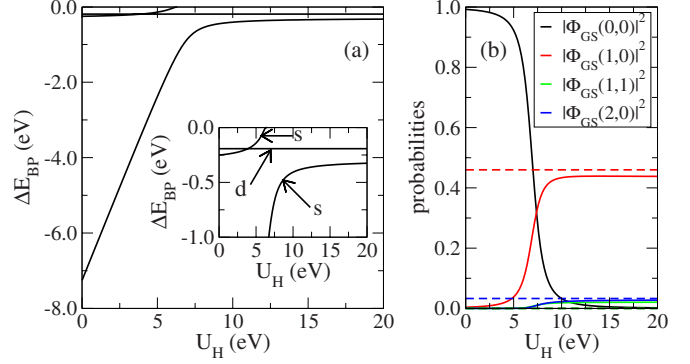 0.0
-2.0
-4.0
-6.0
-8.0
ΔE_BP (eV)
0 5 10 15 20
U_H (eV)
(a)
0.0
-0.5
-1.0
ΔE_BP (eV)
0 5 10 15 20
U_H (eV)
s
d
s
1.0
0.8
0.6
0.4
0.2
0.0
probabilities
0 5 10 15 20
U_H (eV)
(b)
|Φ_GS(0,0)|²
|Φ_GS(1,0)|²
|Φ_GS(1,1)|²
|Φ_GS(2,0)|²